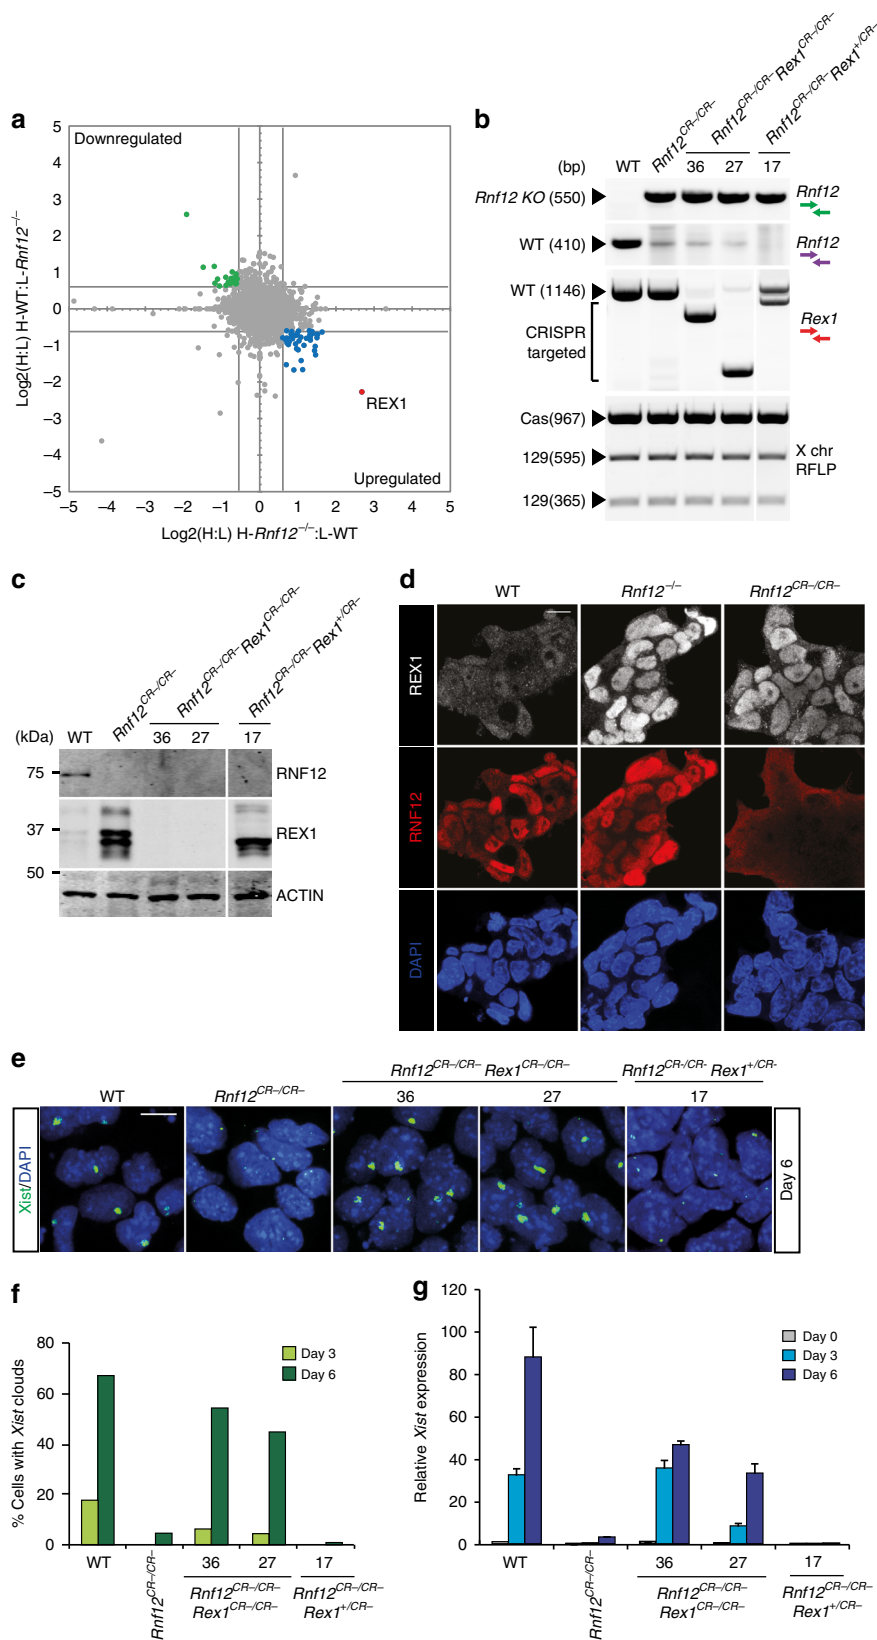 a
Downregulated
5
4
3
2
1
0
−1
−2
−3
−4
−5
Log2(H:L) H-WT:L-Rnf12−/−
REX1
Upregulated
−5 −4 −3 −2 −1 0 1 2 3 4 5
Log2(H:L) H-Rnf12−/−:L-WT
b
Rnf12CR−/CR−
Rnf12CR−/CR− Rex1CR−/CR−
Rnf12CR−/CR− Rex1+/CR−
(bp) WT 36 27 17
Rnf12 KO (550) Rnf12
WT (410) Rnf12
WT (1146)
CRISPR
targeted
Rex1
Cas(967)
129(595)
129(365)
X chr
RFLP
c
Rnf12CR−/CR−
Rnf12CR−/CR− Rex1CR−/CR−
Rnf12CR−/CR− Rex1+/CR−
(kDa) WT 36 27 17
75 RNF12
37 REX1
50
ACTIN
d
WT Rnf12−/− Rnf12CR−/CR−
REX1
RNF12
DAPI
e
Rnf12CR−/CR− Rex1CR−/CR− Rnf12CR-/CR- Rex1+/CR-
WT Rnf12CR−/CR− 36 27 17
Xist/DAPI
Day 6
f
% Cells with Xist clouds
80
60
40
20
0
Day 3
Day 6
WT
Rnf12CR−/CR−
36 27 17
Rnf12CR−/CR− Rnf12CR−/CR−
Rex1CR−/CR− Rex1+/CR−
g
Relative Xist expression
120
100
80
60
40
20
0
Day 0
Day 3
Day 6
WT
Rnf12CR−/CR−
36 27 17
Rnf12CR−/CR− Rnf12CR−/CR−
Rex1CR−/CR− Rex1+/CR−